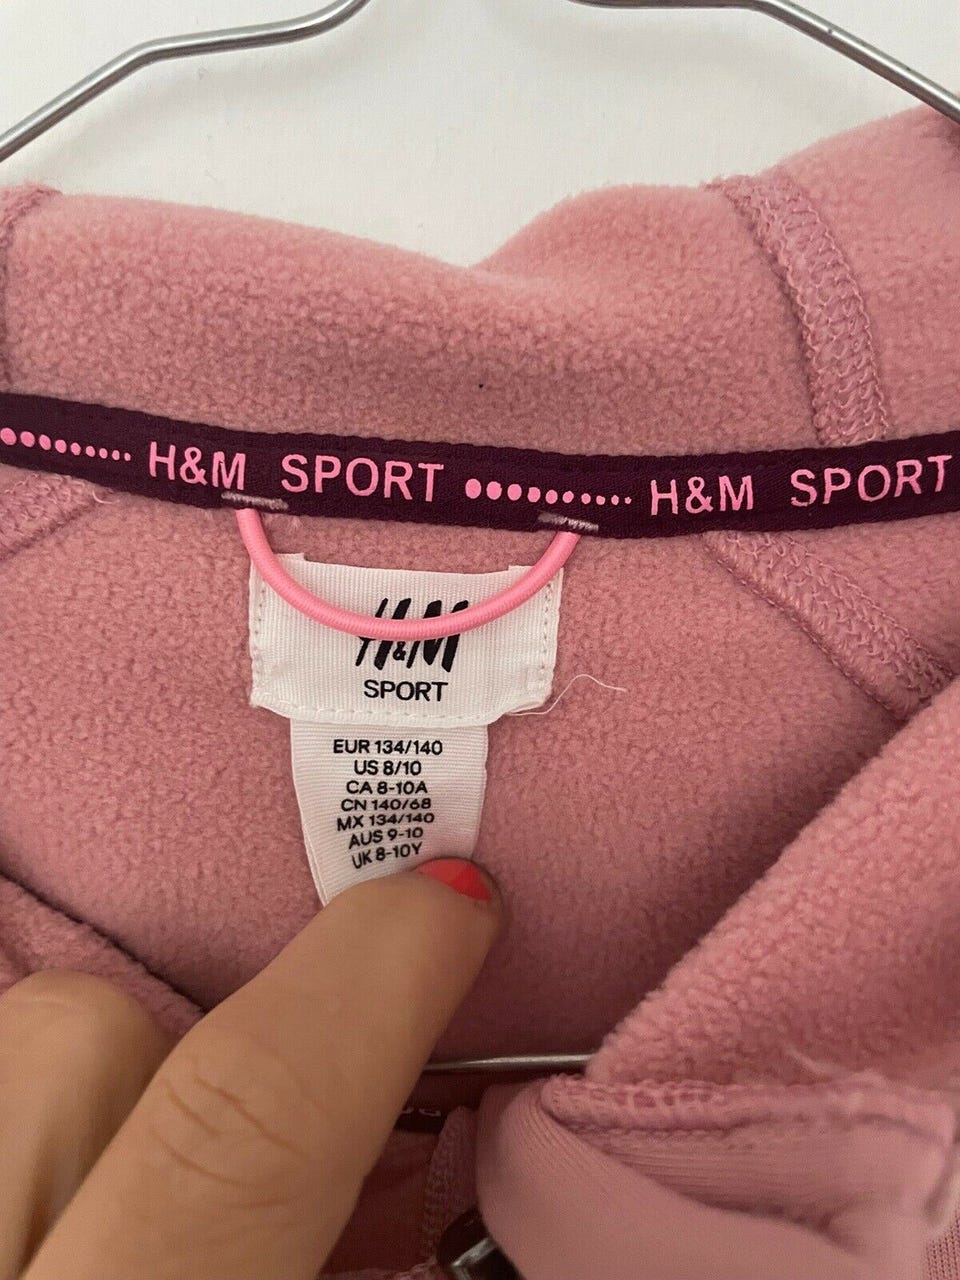 H&M SPORT H&M SPORT
H&M
SPORT
EUR 134/140
US 8/10
CA 8-10A
CN 140/68
MX 134/140
AUS 9-10
UK 8-10Y